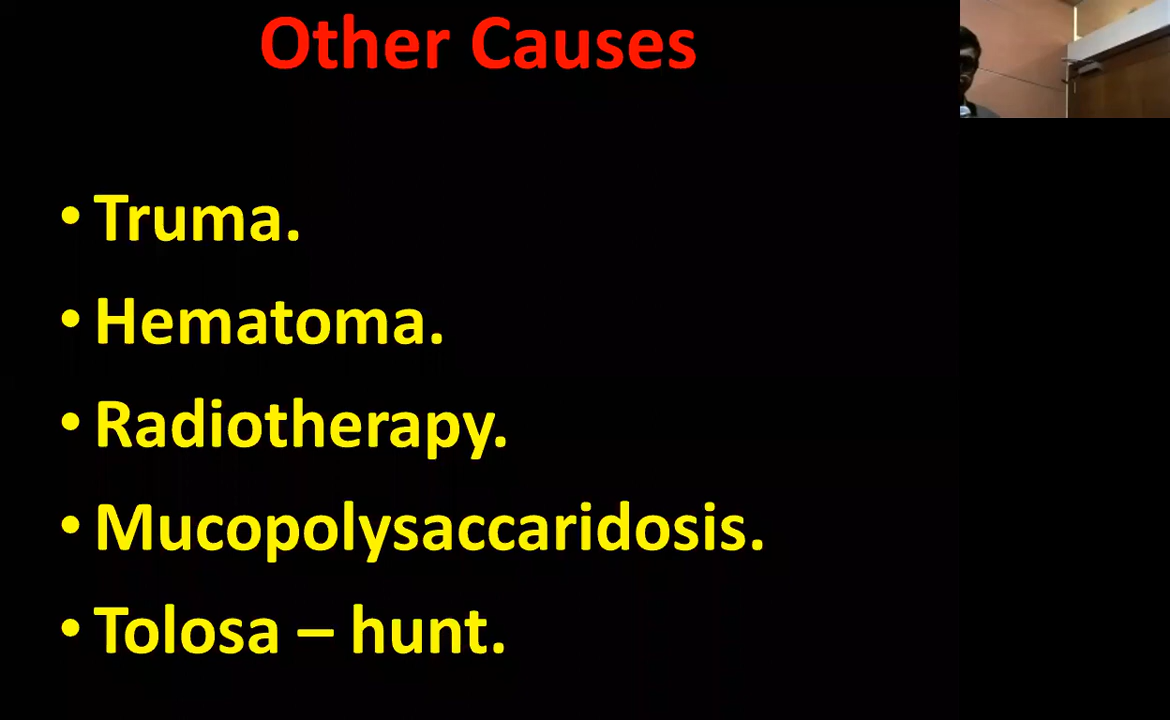 Other Causes
• Truma.
• Hematoma.
• Radiotherapy.
• Mucopolysaccaridosis.
• Tolosa – hunt.